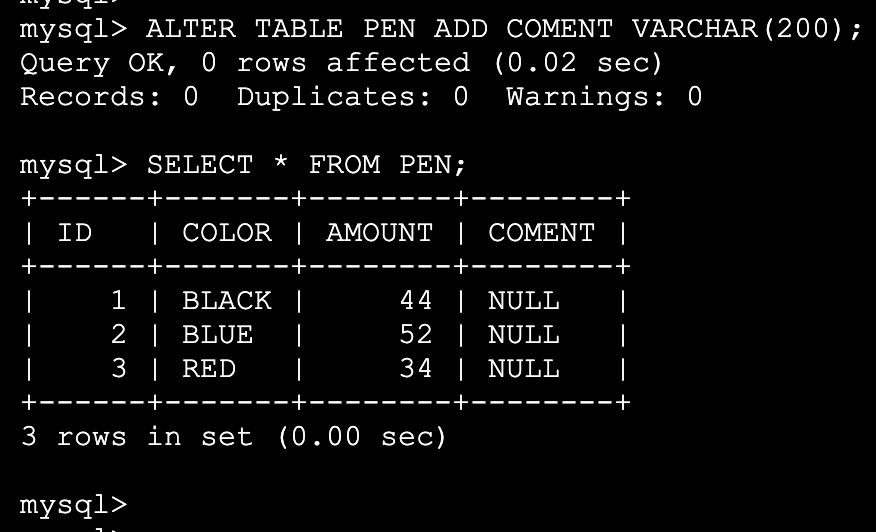 mysql> ALTER TABLE PEN ADD COMENT VARCHAR(200);
Query OK, 0 rows affected (0.02 sec)
Records: 0  Duplicates: 0  Warnings: 0
mysql> SELECT * FROM PEN;
+------+-------+--------+--------+
| ID   | COLOR | AMOUNT | COMENT |
+------+-------+--------+--------+
|    1 | BLACK |     44 | NULL   |
|    2 | BLUE  |     52 | NULL   |
|    3 | RED   |     34 | NULL   |
+------+-------+--------+--------+
3 rows in set (0.00 sec)
mysql>